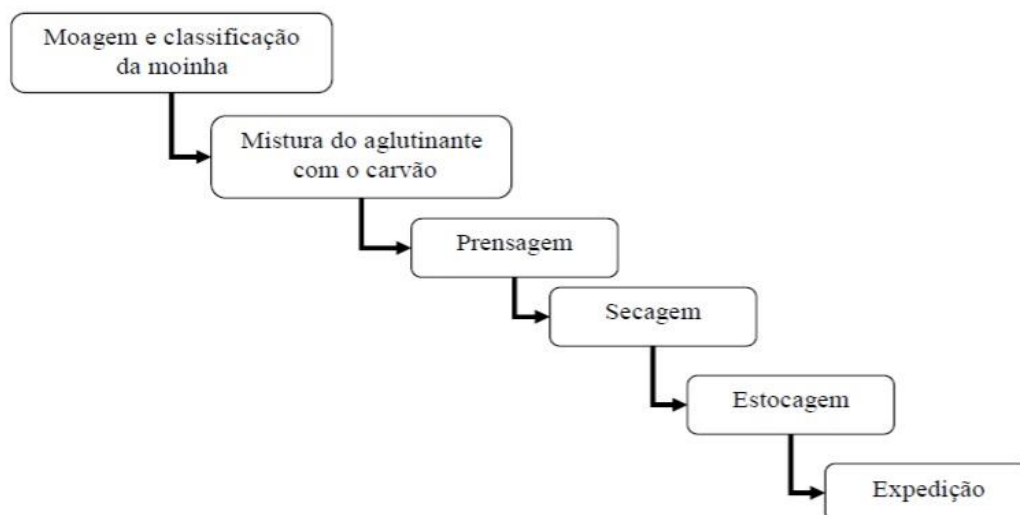 Moagem e classificação
da moinha
Mistura do aglutinante
com o carvão
Prensagem
Secagem
Estocagem
Expedição